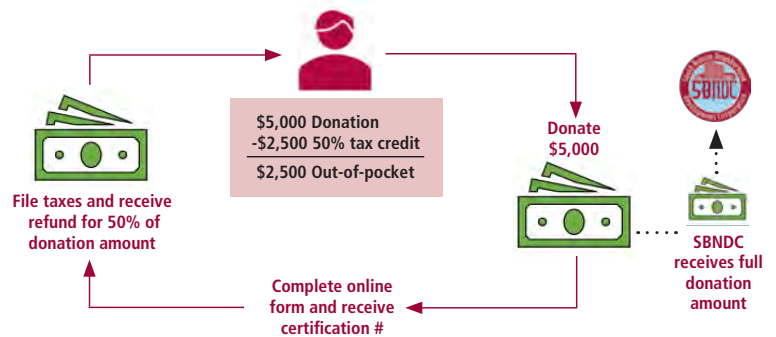 $5,000 Donation
-$2,500 50% tax credit
$2,500 Out-of-pocket
Donate
$5,000
SBNDC
SBNDC
receives full
donation
amount
Complete online
form and receive
certification #
File taxes and receive
refund for 50% of
donation amount